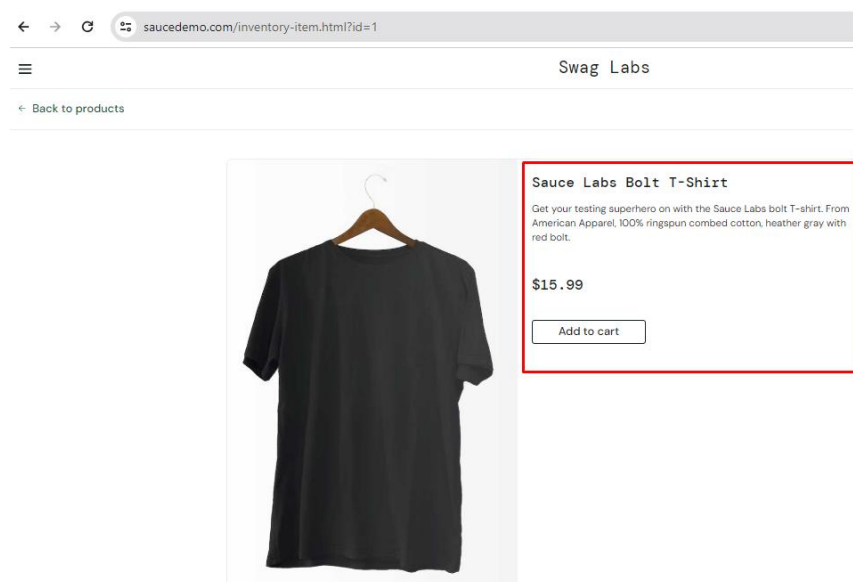 saucedemo.com/inventory-item.html?id=1
Swag Labs
← Back to products
Sauce Labs Bolt T-Shirt
Get your testing superhero on with the Sauce Labs bolt T-shirt. From
American Apparel, 100% ringspun combed cotton, heather gray with
red bolt.
$15.99
Add to cart